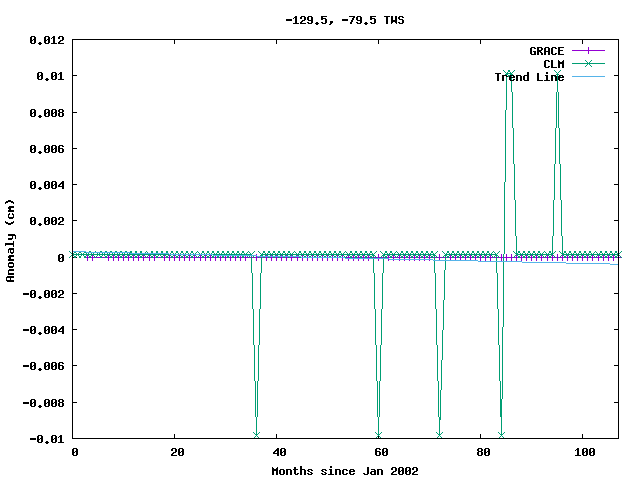 -129.5, -79.5 TWS
0.012
0.01
0.008
0.006
0.004
0.002
0
-0.002
-0.004
-0.006
-0.008
-0.01
Anomaly (cm)
GRACE
CLM
Trend Line
0 20 40 60 80 100
Months since Jan 2002